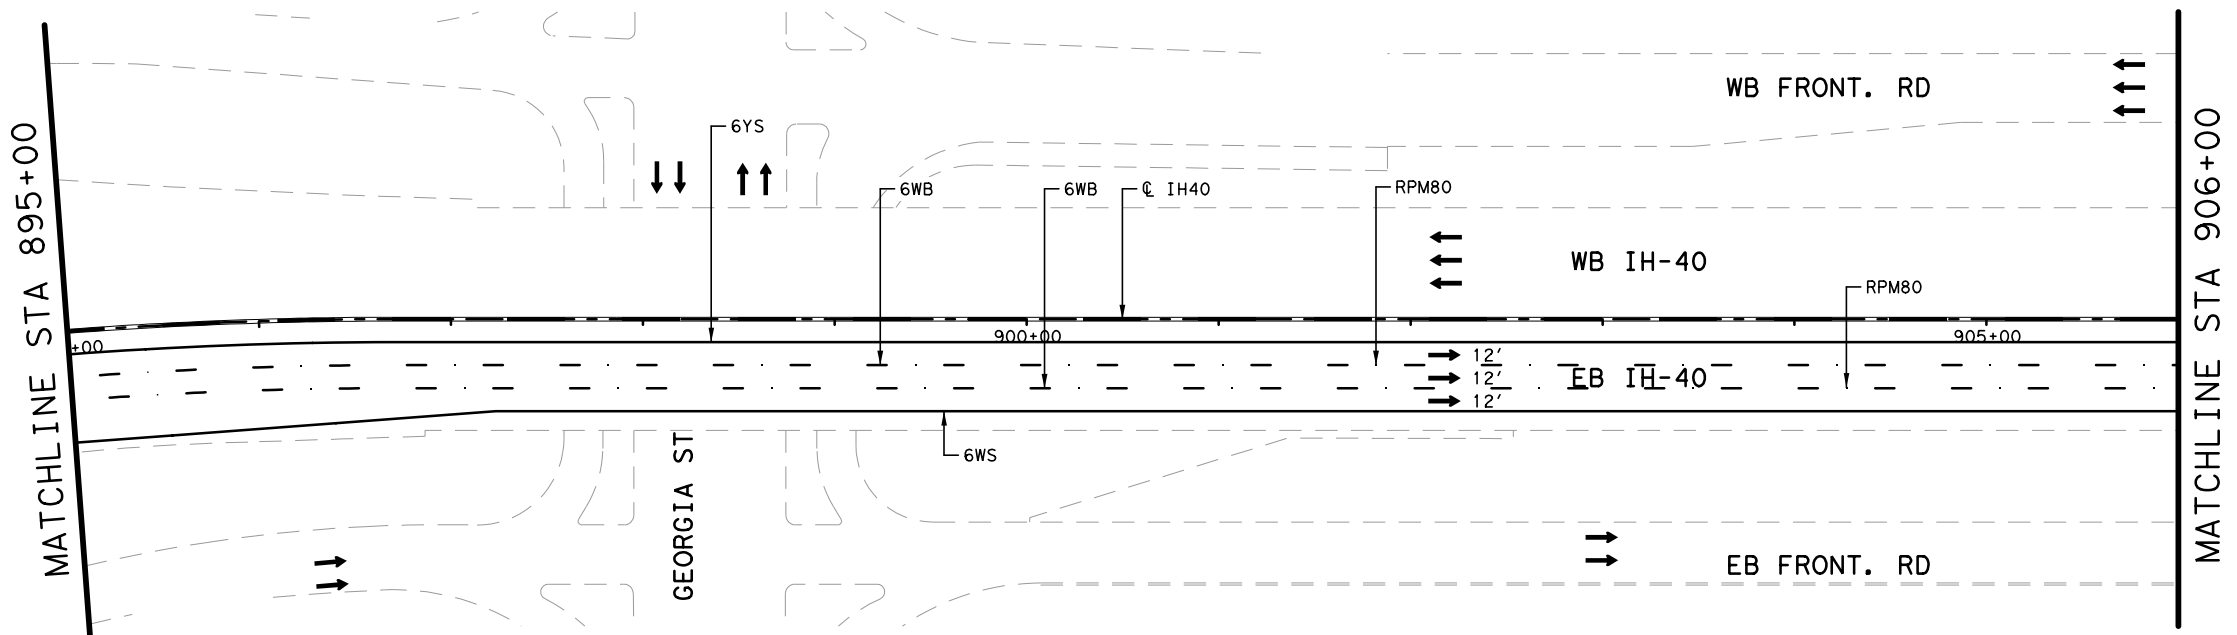 WB FRONT. RD
MATCHLINE STA 895+00
MATCHLINE STA 906+00
6YS
6WB
6WB
℄ IH40
RPM80
WB IH-40
RPM80
+00
900+00
905+00
12'
12'
12'
EB IH-40
6WS
GEORGIA ST
EB FRONT. RD